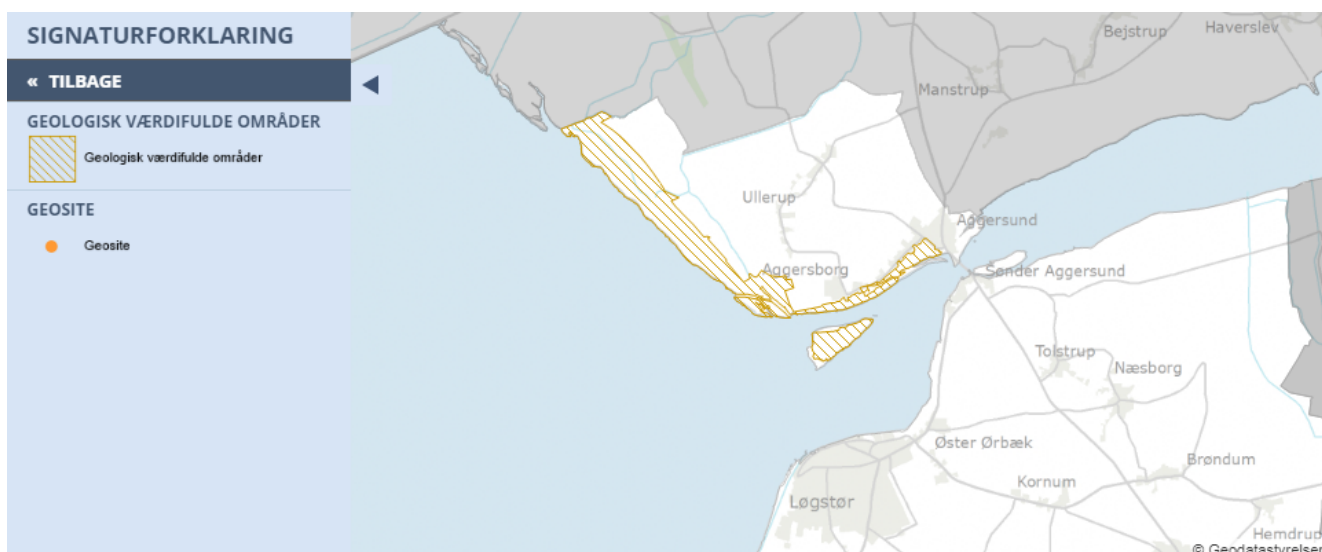 SIGNATURFORKLARING
« TILBAGE
GEOLOGISK VÆRDIFULDE OMRÅDER
Geologisk værdifulde områder
GEOSITE
Geosite
Bejstrup
Haverslev
Manstrup
Ullerup
Aggersund
Aggersborg
Sønder Aggersund
Tolstrup
Næsborg
Øster Ørbæk
Brøndum
Kornum
Løgstør
Hemdrup
© Geodatastyrelsen